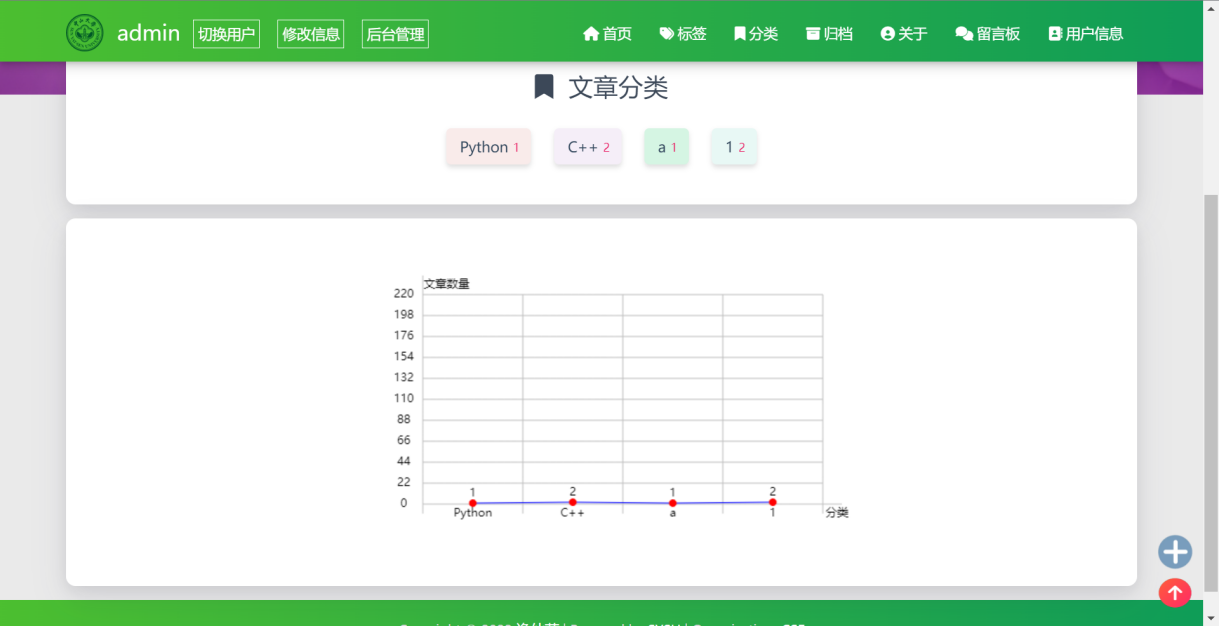 admin 切换用户 修改信息 后台管理 首页 标签 分类 归档 关于 留言板 用户信息
文章分类
Python 1 C++ 2 a 1 1 2
文章数量
220
198
176
154
132
110
88
66
44
22
1 2 1 2
0
Python C++ a 1 分类